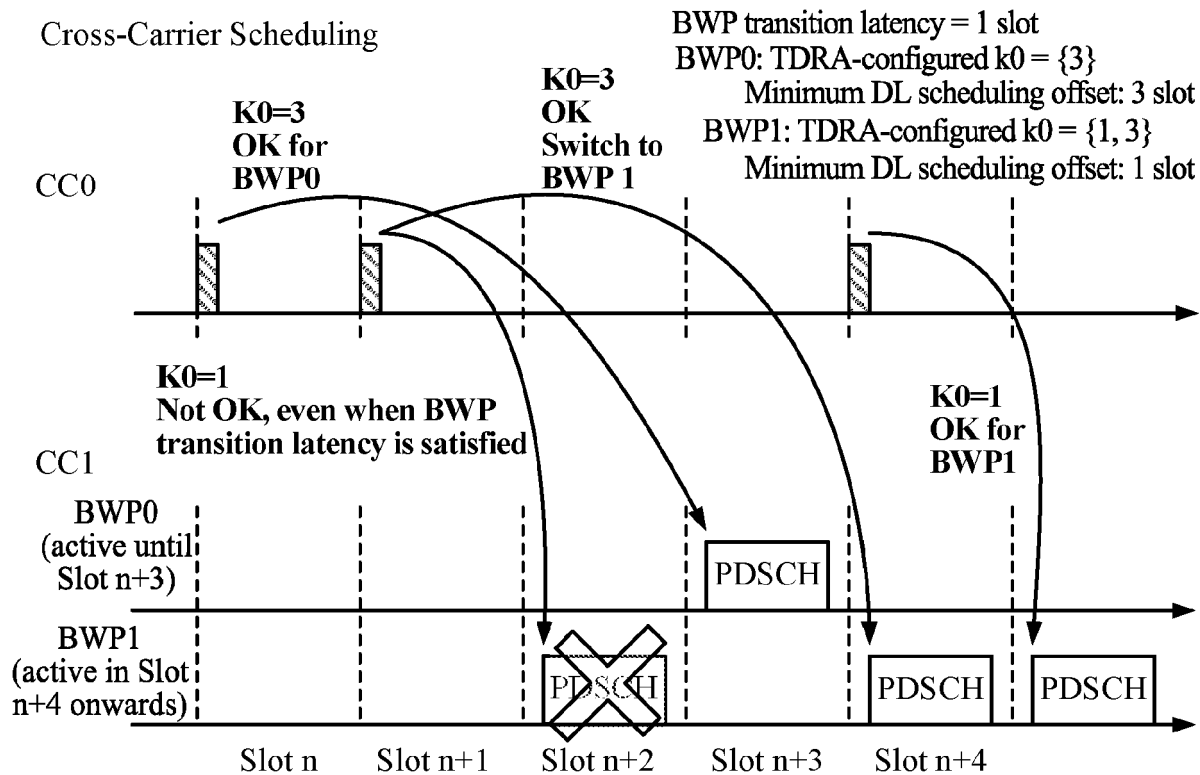 Cross-Carrier Scheduling
BWP transition latency = 1 slot
BWP0: TDRA-configured k0 = {3}
Minimum DL scheduling offset: 3 slot
BWP1: TDRA-configured k0 = {1, 3}
Minimum DL scheduling offset: 1 slot
K0=3
OK for
BWP0
K0=3
OK
Switch to
BWP 1
CC0
K0=1
Not OK, even when BWP
transition latency is satisfied
K0=1
OK for
BWP1
CC1
BWP0
(active until
Slot n+3)
PDSCH
BWP1
(active in Slot
n+4 onwards)
PDSCH
PDSCH
PDSCH
Slot n
Slot n+1
Slot n+2
Slot n+3
Slot n+4